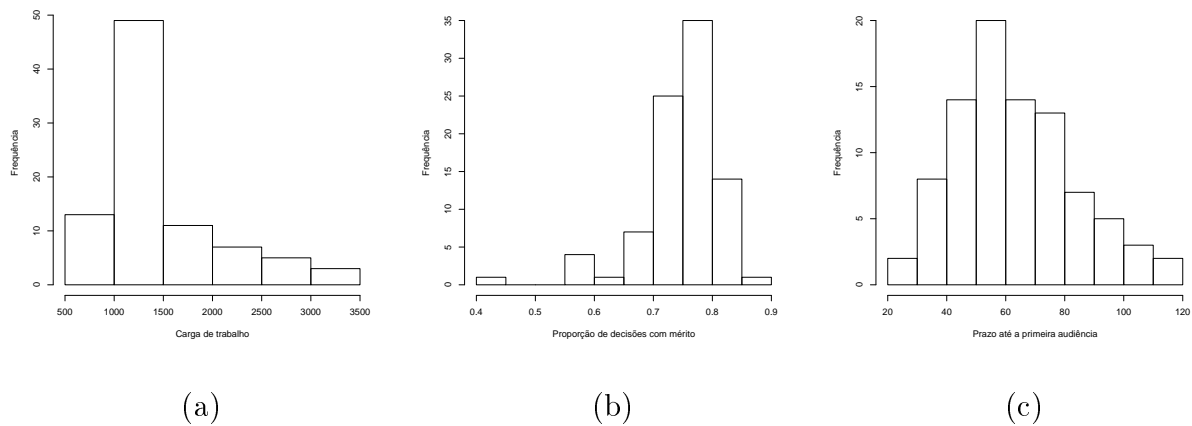 Frequência
0 10 20 30 40 50
500 1000 1500 2000 2500 3000 3500
Carga de trabalho
(a)
Frequência
0 5 10 15 20 25 30 35
0.4 0.5 0.6 0.7 0.8 0.9
Proporção de decisões com mérito
(b)
Frequência
0 5 10 15 20
20 40 60 80 100 120
Prazo até a primeira audiência
(c)